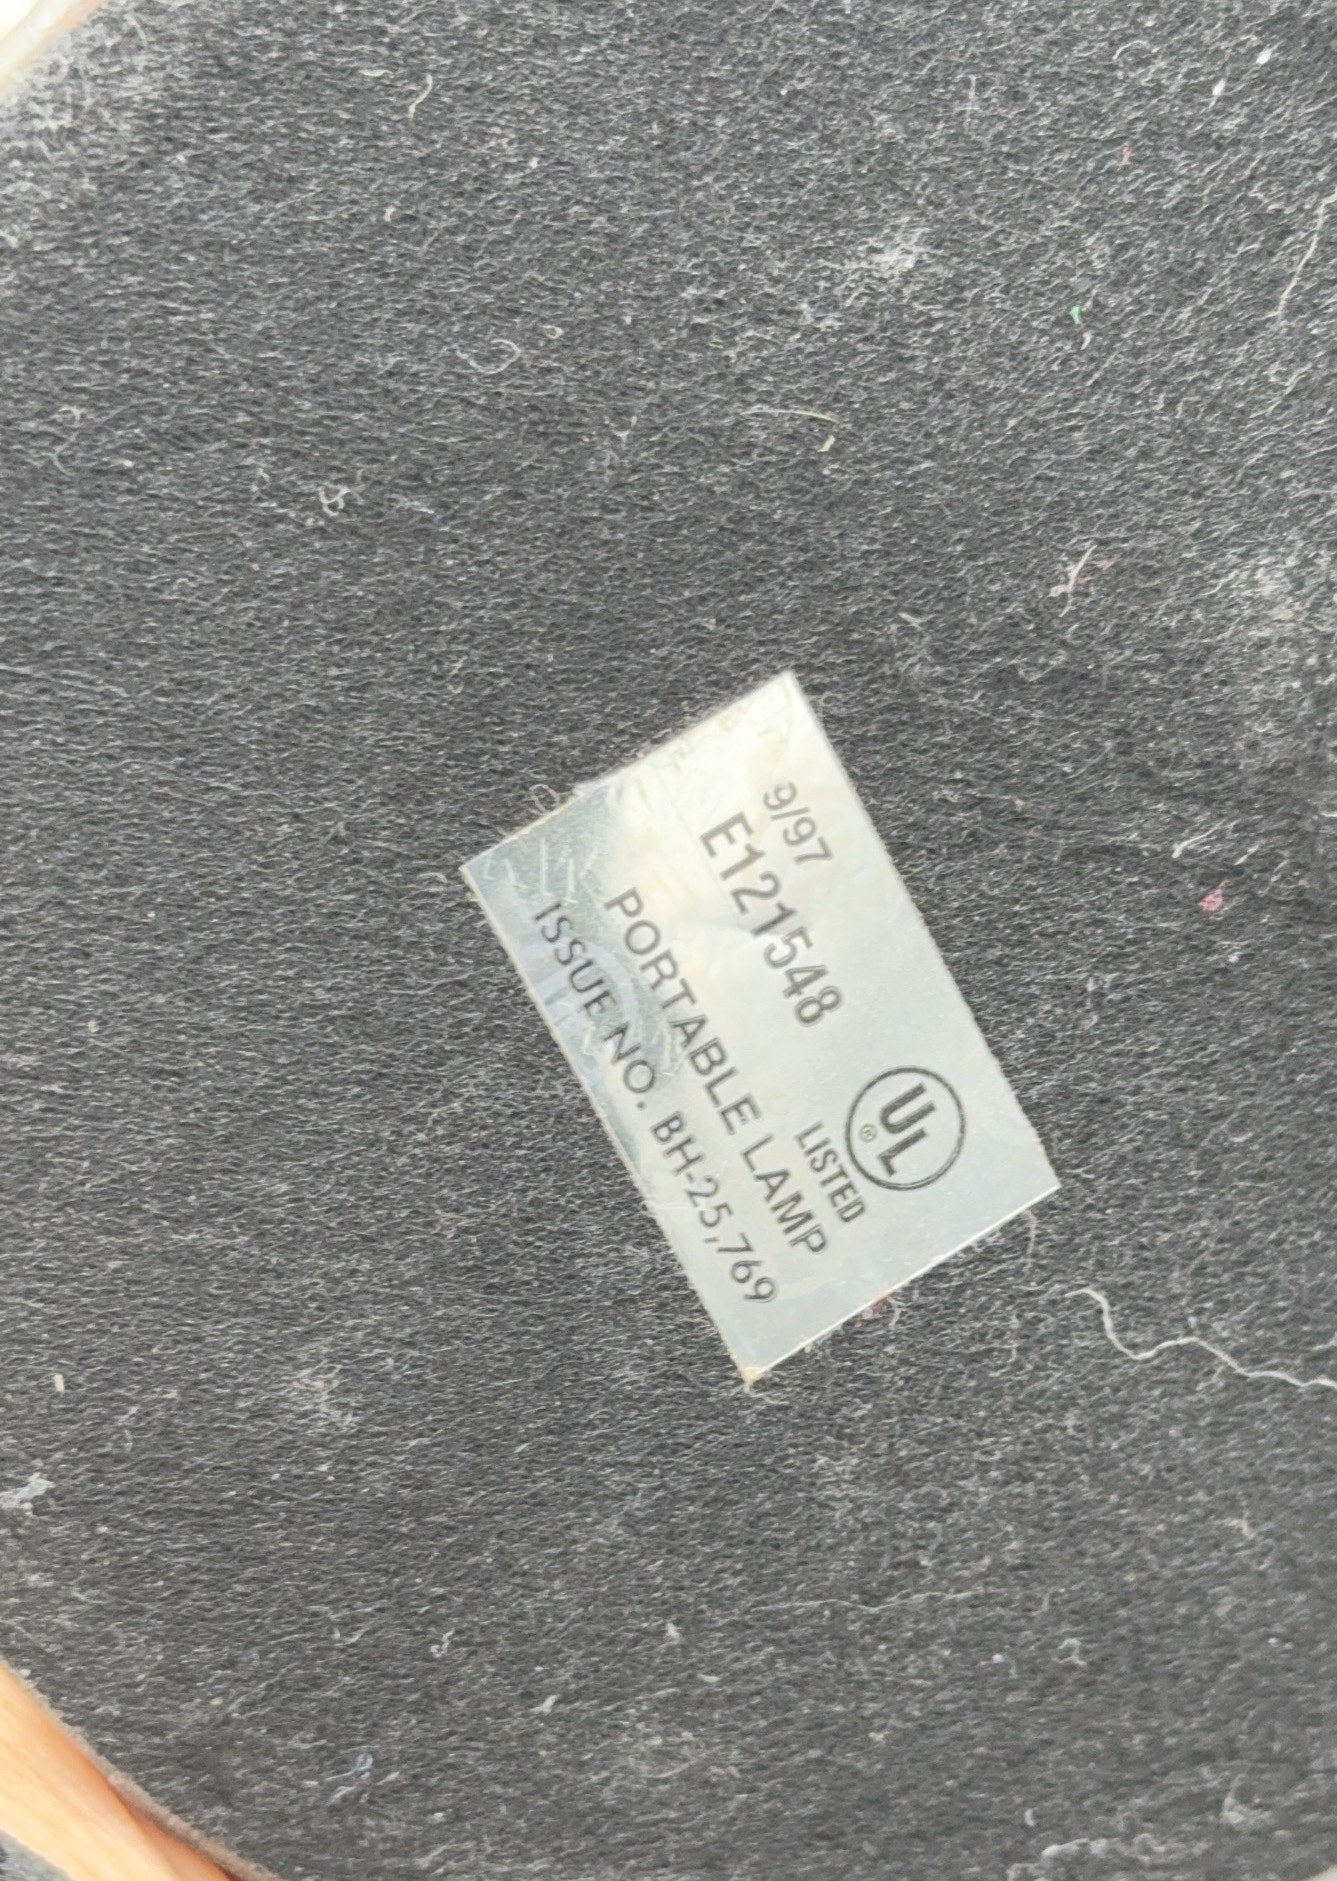 UL ®
LISTED
9/97
E121548
PORTABLE LAMP
ISSUE NO. BH-25,769